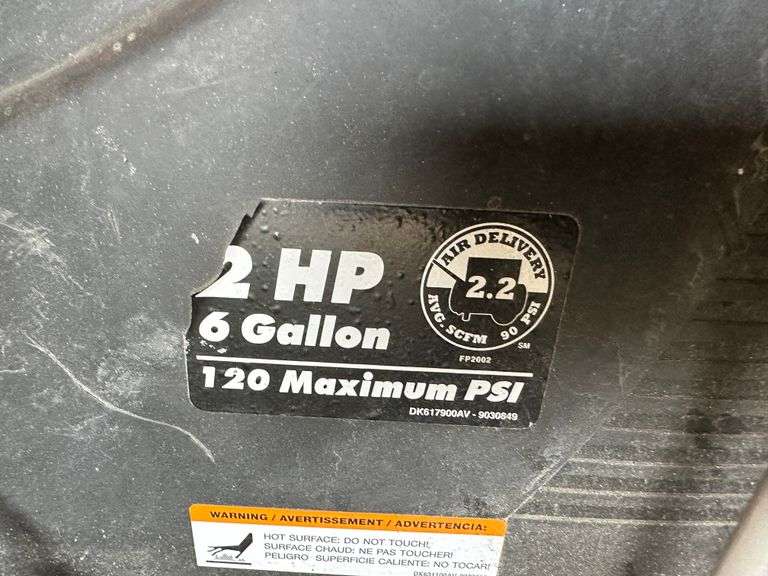 2 HP
6 Gallon
120 Maximum PSI
AIR DELIVERY
2.2
AVG. SCFM 90 PSI
SM
FP2002
DK617900AV - 9030849
WARNING / AVERTISSEMENT / ADVERTENCIA:
HOT SURFACE: DO NOT TOUCH!,
SURFACE CHAUD: NE PAS TOUCHER!
PELIGRO SUPERFICIE CALIENTE: NO TOCAR!